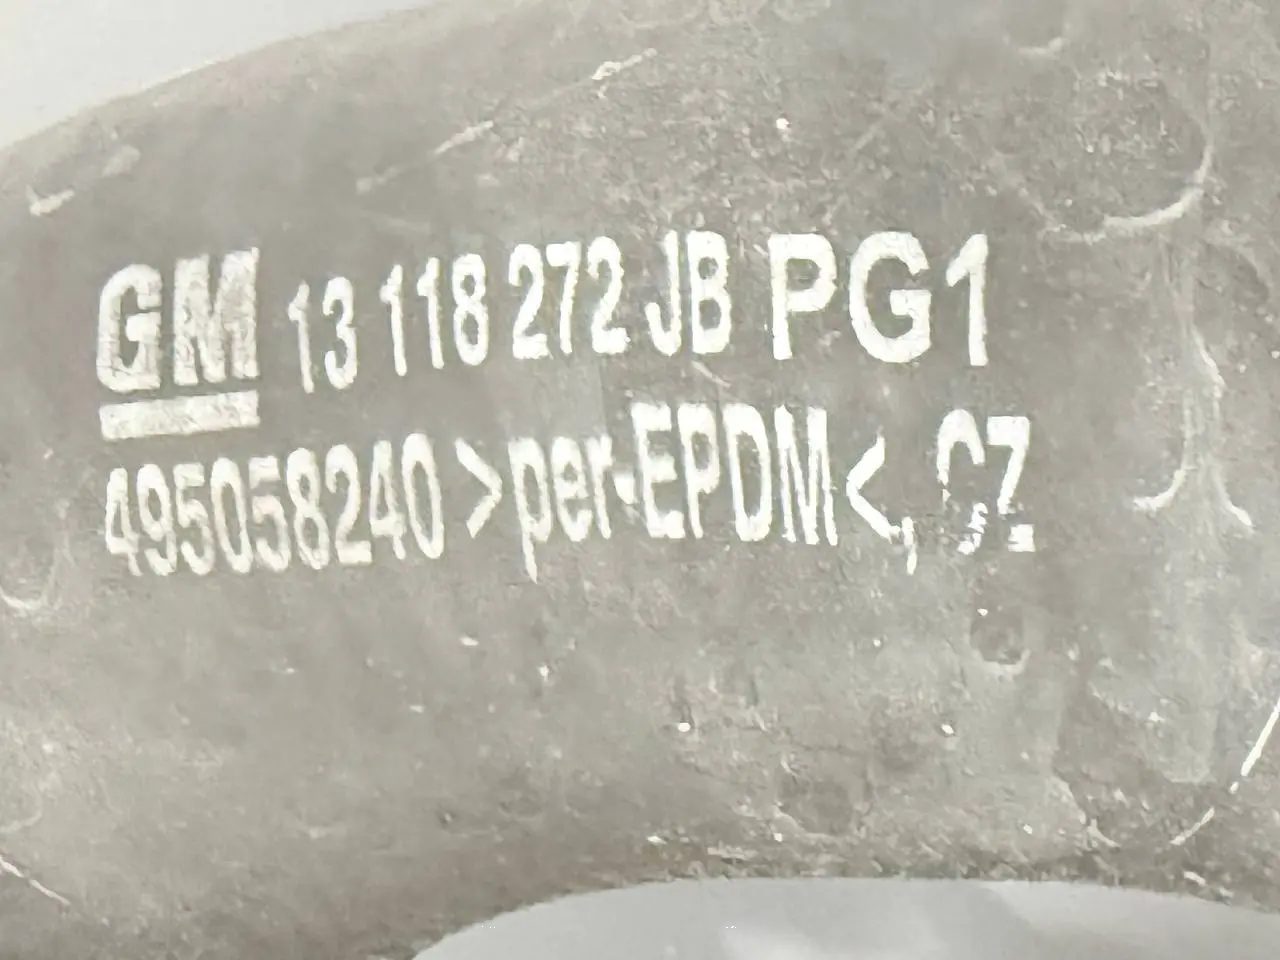 GM 13 118 272 JB PG1
495058240 >per-EPDM<, CZ